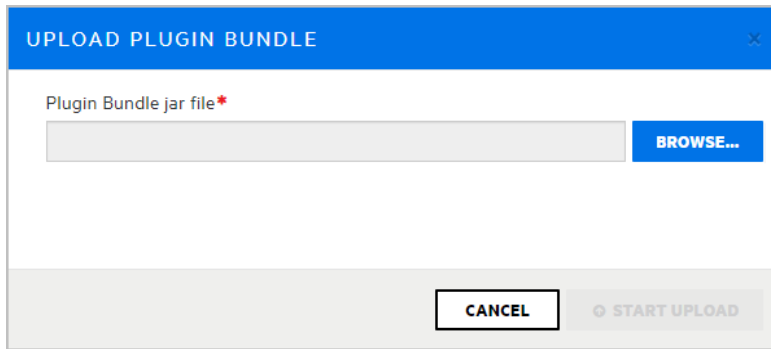 UPLOAD PLUGIN BUNDLE
Plugin Bundle jar file*
BROWSE...
CANCEL
START UPLOAD